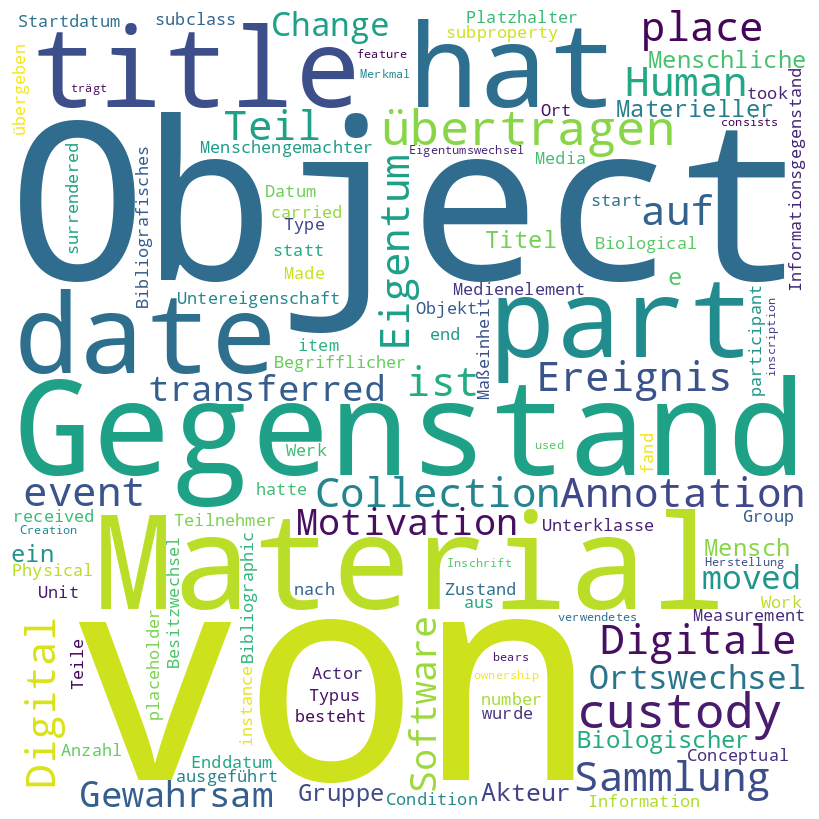 Startdatum
subclass
Change
Platzhalter
subproperty
place
title
hat
feature
Merkmal
trägt
übergeben
Menschliche
Human
took
Materieller
Ort
Teil
übertragen
consists
Menschengemachter
Eigentumswechsel
Media
Object
surrendered
Bibliografisches
Datum
carried
Type
statt
Made
Eigentum
start
auf
Titel
Biological
Informationsgegenstand
e
Untereigenschaft
Medienelement
Objekt
date
item
end
Begrifflicher
Maßeinheit
part
participant
inscription
transferred
ist
Ereignis
Gegenstand
Werk
used
fand
event
hatte
Collection
Annotation
received
Creation
Teilnehmer
Motivation
Unterklasse
Group
Material
ein
Physical
Unit
Besitzwechsel
Bibliographic
Inschrift
nach
Zustand
aus
Mensch
Herstellung
moved
Work
Measurement
verwendetes
von
Digital
Teile
placeholder
instance
Actor
Typus
besteht
Software
bears
ownership
number
wurde
Digitale
Ortswechsel
custody
Anzahl
Enddatum
ausgeführt
Biologischer
Conceptual
Sammlung
Gewahrsam
Gruppe
Condition
Akteur
Information